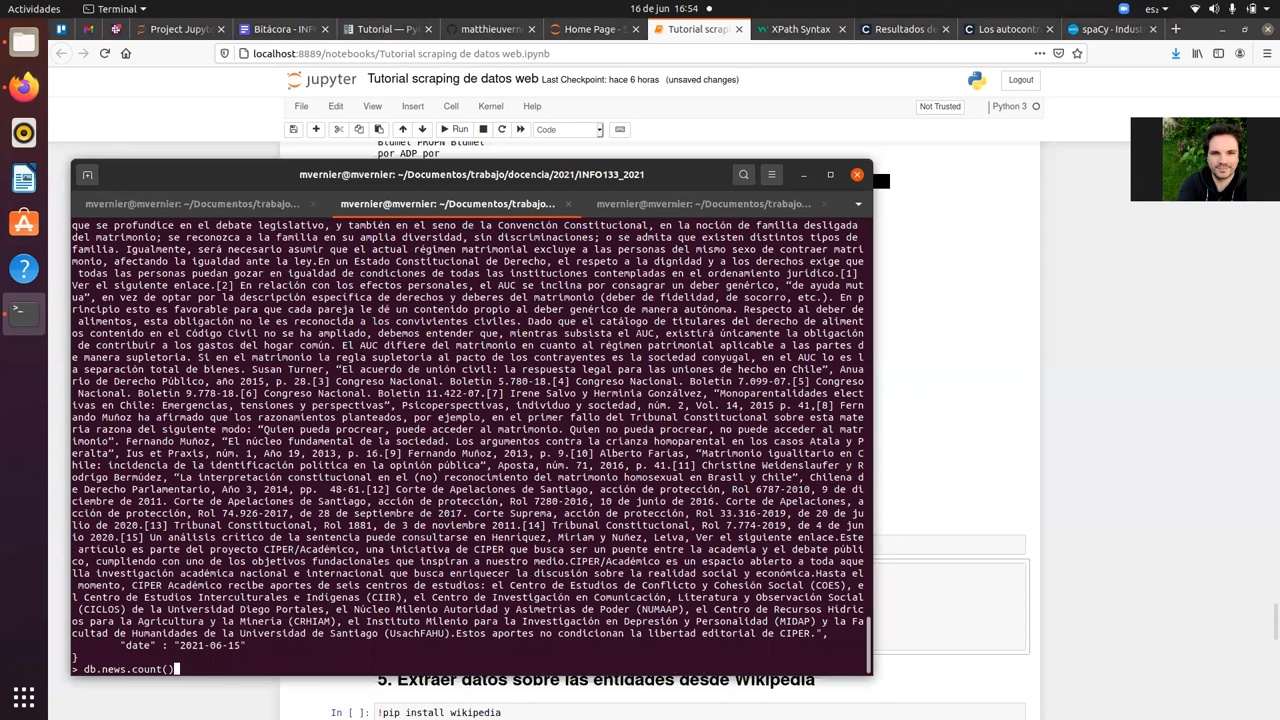 Actividades
Terminal
16 de jun 16:54
es₂
Project Jupyte
Bitácora - INFO
Tutorial — Py
matthieuvern
Home Page -
Tutorial scrap
XPath Syntax
Resultados de
Los autocontr
spaCy · Indust
localhost:8889/notebooks/Tutorial scraping de datos web.ipynb
jupyter Tutorial scraping de datos web Last Checkpoint: hace 6 horas (unsaved changes)
Logout
File Edit View Insert Cell Kernel Help
Not Trusted
Python 3
Run
Code
Blumel PROPN Blumel
por ADP por
mvernier@mvernier: ~/Documentos/trabajo/docencia/2021/INFO133_2021
mvernier@mvernier: ~/Documentos/trabajo...
mvernier@mvernier: ~/Documentos/trabajo...
mvernier@mvernier: ~/Documentos/trabajo...
que se profundice en el debate legislativo, y también en el seno de la Convención Constitucional, en la noción de familia desligada
del matrimonio; se reconozca a la familia en su amplia diversidad, sin discriminaciones; o se admita que existen distintos tipos de
familia. Igualmente, será necesario asumir que el actual régimen matrimonial excluye a las personas del mismo sexo de contraer matri
monio, afectando la igualdad ante la ley.En un Estado Constitucional de Derecho, el respeto a la dignidad y a los derechos exige que
todas las personas puedan gozar en igualdad de condiciones de todas las instituciones contempladas en el ordenamiento jurídico.[1]
Ver el siguiente enlace.[2] En relación con los efectos personales, el AUC se inclina por consagrar un deber genérico, “de ayuda mut
ua”, en vez de optar por la descripción específica de derechos y deberes del matrimonio (deber de fidelidad, de socorro, etc.). En p
rincipio esto es favorable para que cada pareja le dé un contenido propio al deber genérico de manera autónoma. Respecto al deber de
alimentos, esta obligación no le es reconocida a los convivientes civiles. Dado que el catálogo de titulares del derecho de aliment
os contenido en el Código Civil no se ha ampliado, debemos entender que, mientras subsista el AUC, existirá únicamente la obligación
de contribuir a los gastos del hogar común. El AUC difiere del matrimonio en cuanto al régimen patrimonial aplicable a las partes d
e manera supletoria. Si en el matrimonio la regla supletoria al pacto de los contrayentes es la sociedad conyugal, en el AUC lo es l
a separación total de bienes. Susan Turner, “El acuerdo de unión civil: la respuesta legal para las uniones de hecho en Chile”, Anua
rio de Derecho Público, año 2015, p. 28.[3] Congreso Nacional. Boletín 5.780-18.[4] Congreso Nacional. Boletín 7.099-07.[5] Congreso
Nacional. Boletín 9.778-18.[6] Congreso Nacional. Boletín 11.422-07.[7] Irene Salvo y Herminia Gonzálvez, “Monoparentalidades elect
ivas en Chile: Emergencias, tensiones y perspectivas”, Psicoperspectivas, individuo y sociedad, núm. 2, Vol. 14, 2015 p. 41,[8] Fern
ando Muñoz ha afirmado que los razonamientos planteados, por ejemplo, en el primer fallo del Tribunal Constitucional sobre esta mate
ria razona del siguiente modo: “Quien pueda procrear, puede acceder al matrimonio. Quien no pueda procrear, no puede acceder al mat
rimonio”. Fernando Muñoz, “El núcleo fundamental de la sociedad. Los argumentos contra la crianza homoparental en los casos Atala y P
eralta”, Ius et Praxis, núm. 1, Año 19, 2013, p. 16.[9] Fernando Muñoz, 2013, p. 9.[10] Alberto Farías, “Matrimonio igualitario en C
hile: incidencia de la identificación política en la opinión pública”, Aposta, núm. 71, 2016, p. 41.[11] Christine Weidenslaufer y R
odrigo Bermúdez, “La interpretación constitucional en el (no) reconocimiento del matrimonio homosexual en Brasil y Chile”, Chilena d
e Derecho Parlamentario, Año 3, 2014, pp. 48-61.[12] Corte de Apelaciones de Santiago, acción de protección, Rol 6787-2010, 9 de di
ciembre de 2011. Corte de Apelaciones de Santiago, acción de protección, Rol 7280-2016, 10 de junio de 2016. Corte de Apelaciones, a
cción de protección, Rol 74.926-2017, de 28 de septiembre de 2017. Corte Suprema, acción de protección, Rol 33.316-2019, de 20 de ju
lio de 2020.[13] Tribunal Constitucional, Rol 1881, de 3 de noviembre 2011.[14] Tribunal Constitucional, Rol 7.774-2019, de 4 de jun
io 2020.[15] Un análisis crítico de la sentencia puede consultarse en Henriquez, Miriam y Nuñez, Leiva, Ver el siguiente enlace.Este
artículo es parte del proyecto CIPER/Académico, una iniciativa de CIPER que busca ser un puente entre la academia y el debate públi
co, cumpliendo con uno de los objetivos fundacionales que inspiran a nuestro medio.CIPER/Académico es un espacio abierto a toda aque
lla investigación académica nacional e internacional que busca enriquecer la discusión sobre la realidad social y económica.Hasta el
momento, CIPER Académico recibe aportes de seis centros de estudios: el Centro de Estudios de Conflicto y Cohesión Social (COES), e
l Centro de Estudios Interculturales e Indígenas (CIIR), el Centro de Investigación en Comunicación, Literatura y Observación Social
(CICLOS) de la Universidad Diego Portales, el Núcleo Milenio Autoridad y Asimetrías de Poder (NUMAAP), el Centro de Recursos Hídric
os para la Agricultura y la Minería (CRHIAM), el Instituto Milenio para la Investigación en Depresión y Personalidad (MIDAP) y la Fa
cultad de Humanidades de la Universidad de Santiago (UsachFAHU).Estos aportes no condicionan la libertad editorial de CIPER.",
"date" : "2021-06-15"
}
> db.news.count()
5. Extraer datos sobre las entidades desde Wikipedia
In [ ]: !pip install wikipedia